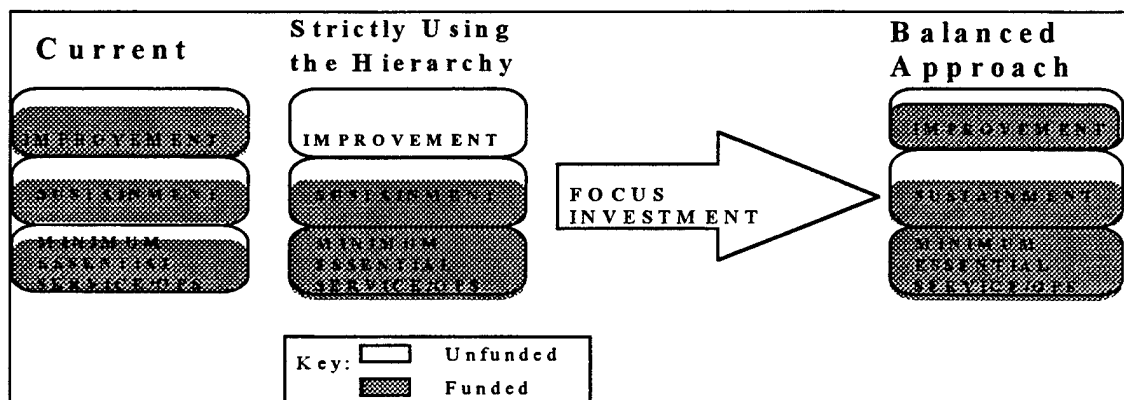 Current
Strictly Using
the Hierarchy
Balanced
Approach
IMPROVEMENT
SUSTAINMENT
MINIMUM
ESSENTIAL
SERVICE/OPS
IMPROVEMENT
SUSTAINMENT
MINIMUM
ESSENTIAL
SERVICE/OPS
FOCUS
INVESTMENT
IMPROVEMENT
SUSTAINMENT
MINIMUM
ESSENTIAL
SERVICE/OPS
Key:
Unfunded
Funded